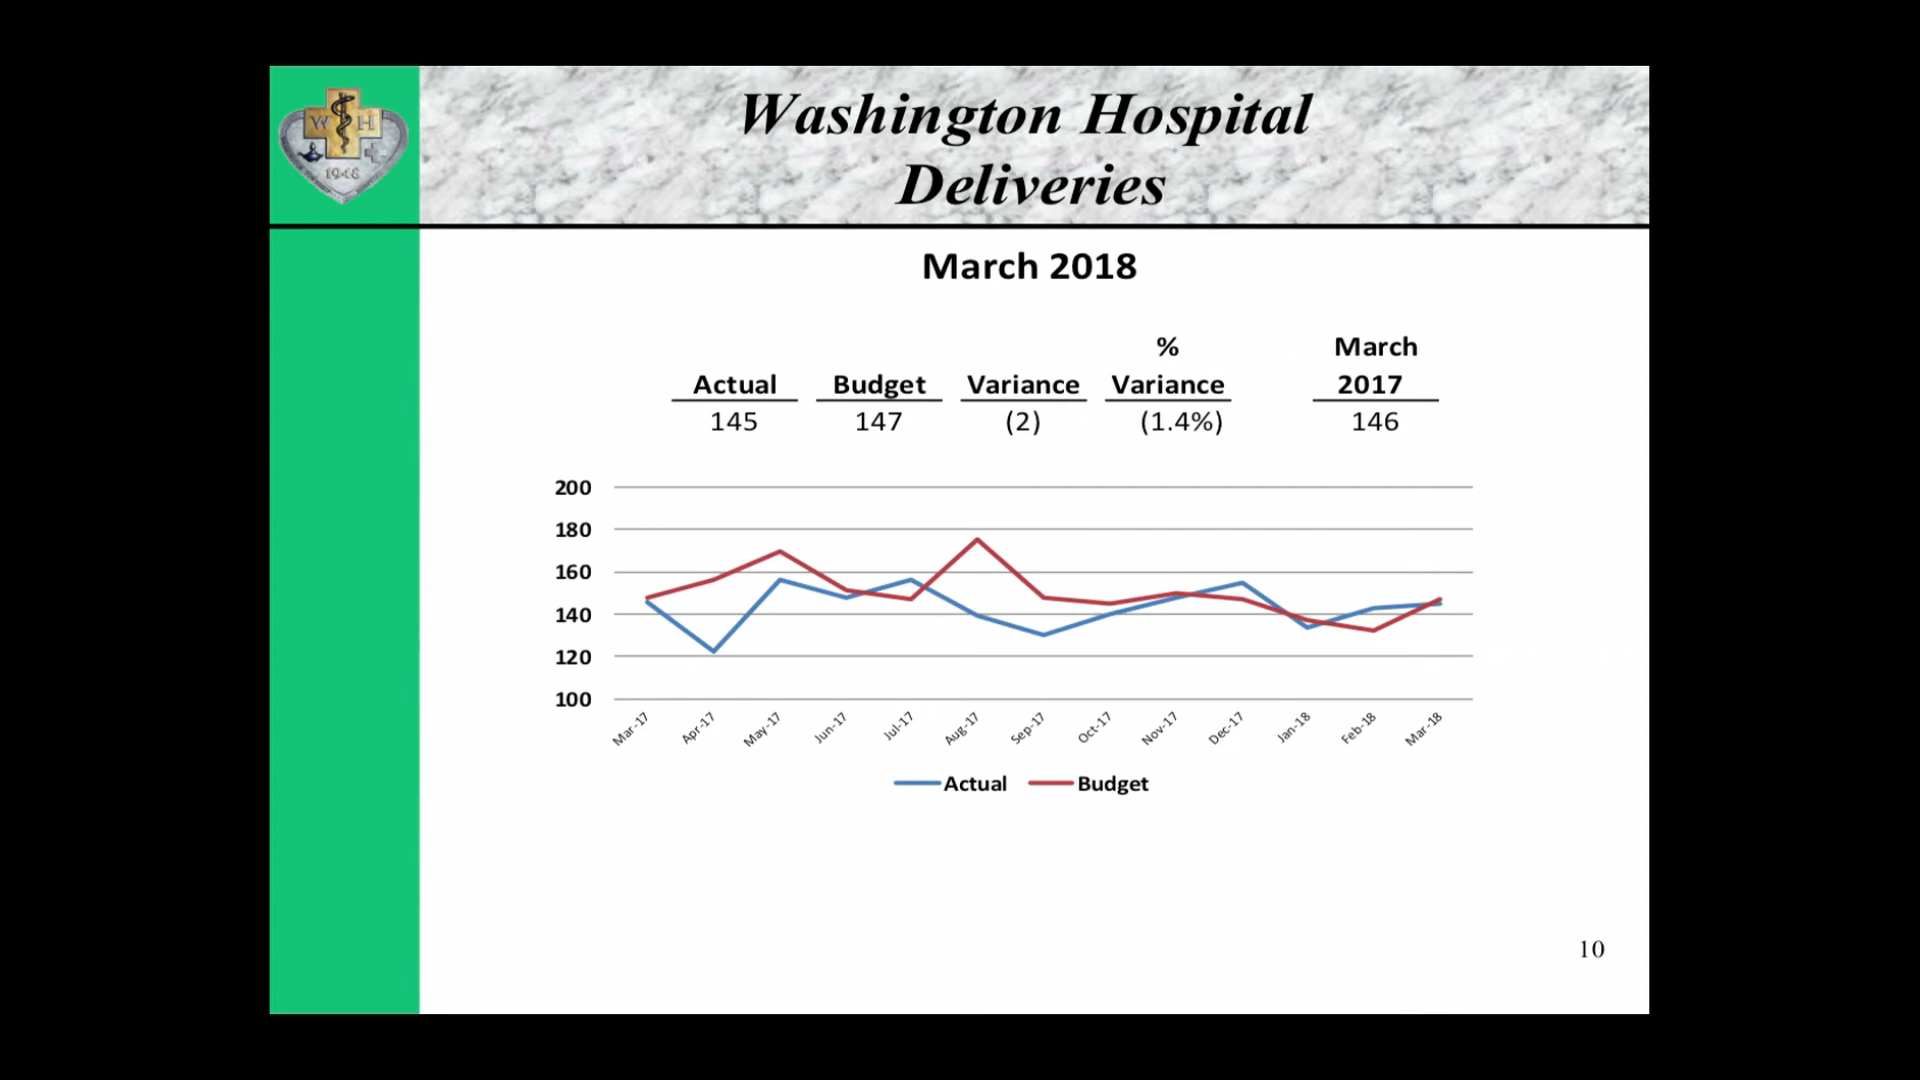 W H
1948
Washington Hospital
Deliveries
March 2018
% March
Actual Budget Variance Variance 2017
145 147 (2) (1.4%) 146
200
180
160
140
120
100
Mar-17 Apr-17 May-17 Jun-17 Jul-17 Aug-17 Sep-17 Oct-17 Nov-17 Dec-17 Jan-18 Feb-18 Mar-18
Actual Budget
10